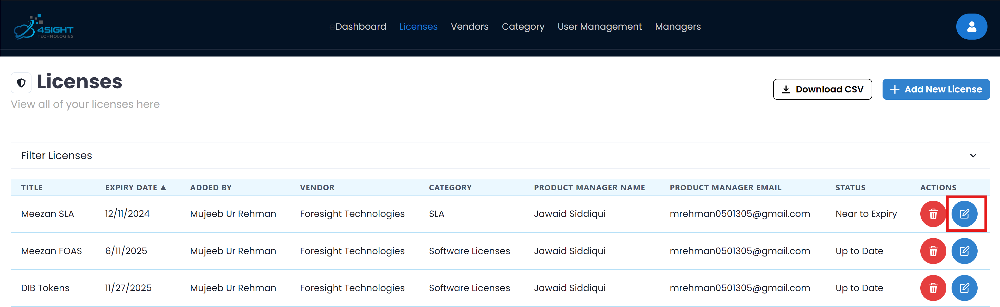 4SIGHT
TECHNOLOGIES
eDashboard Licenses Vendors Category User Management Managers
Licenses
View all of your licenses here
Download CSV
+ Add New License
Filter Licenses
TITLE EXPIRY DATE ▲ ADDED BY VENDOR CATEGORY PRODUCT MANAGER NAME PRODUCT MANAGER EMAIL STATUS ACTIONS
Meezan SLA 12/11/2024 Mujeeb Ur Rehman Foresight Technologies SLA Jawaid Siddiqui mrehman0501305@gmail.com Near to Expiry
Meezan FOAS 6/11/2025 Mujeeb Ur Rehman Foresight Technologies Software Licenses Jawaid Siddiqui mrehman0501305@gmail.com Up to Date
DIB Tokens 11/27/2025 Mujeeb Ur Rehman Foresight Technologies Software Licenses Jawaid Siddiqui mrehman0501305@gmail.com Up to Date